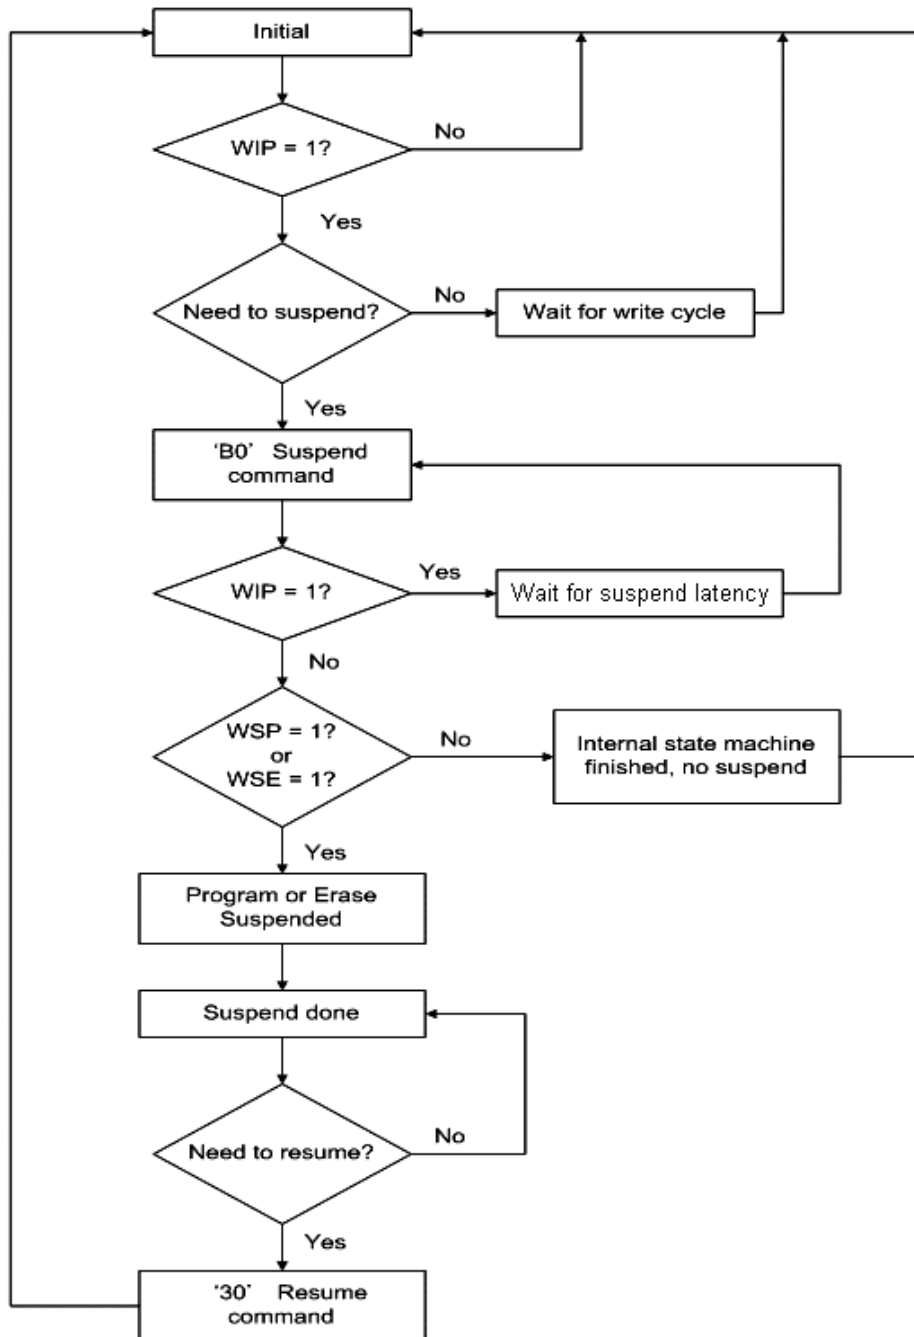 Initial
WIP = 1?
No
Yes
Need to suspend?
No
Wait for write cycle
Yes
‘B0’ Suspend
command
WIP = 1?
Yes
Wait for suspend latency
No
WSP = 1?
or
WSE = 1?
No
Internal state machine
finished, no suspend
Yes
Program or Erase
Suspended
Suspend done
Need to resume?
No
Yes
‘30’ Resume
command